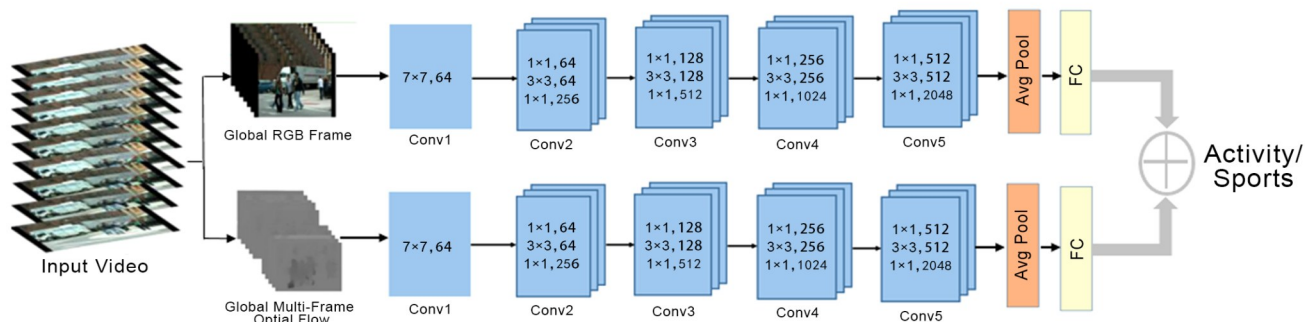 Input Video
Global RGB Frame
7×7,64
Conv1
1×1,64
3×3,64
1×1,256
Conv2
1×1,128
3×3,128
1×1,512
Conv3
1×1,256
3×3,256
1×1,1024
Conv4
1×1,512
3×3,512
1×1,2048
Conv5
Avg Pool
FC
Global Multi-Frame
Optial Flow
7×7,64
Conv1
1×1,64
3×3,64
1×1,256
Conv2
1×1,128
3×3,128
1×1,512
Conv3
1×1,256
3×3,256
1×1,1024
Conv4
1×1,512
3×3,512
1×1,2048
Conv5
Avg Pool
FC
Activity/
Sports